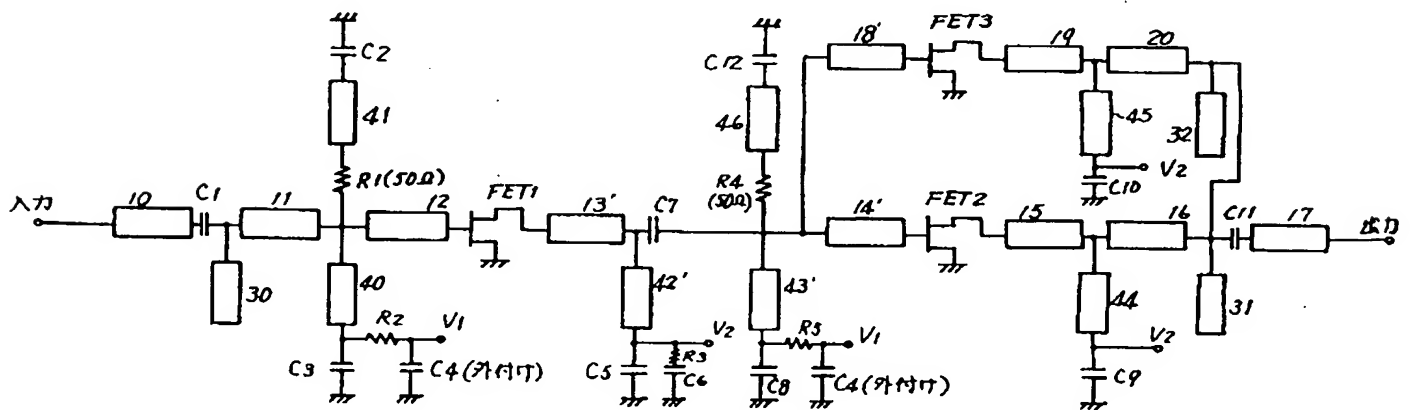 C2
41
R1(50Ω)
入力
10
C1
11
12
FET1
13'
C7
30
40
R2
V1
C3
C4(外付け)
42'
V2
C5
R3
C6
C12
46
R4
(50Ω)
43'
R5
V1
C8
C4(外付け)
18'
FET3
19
20
45
32
V2
C10
14'
FET2
15
16
C11
17
出力
44
31
V2
C9